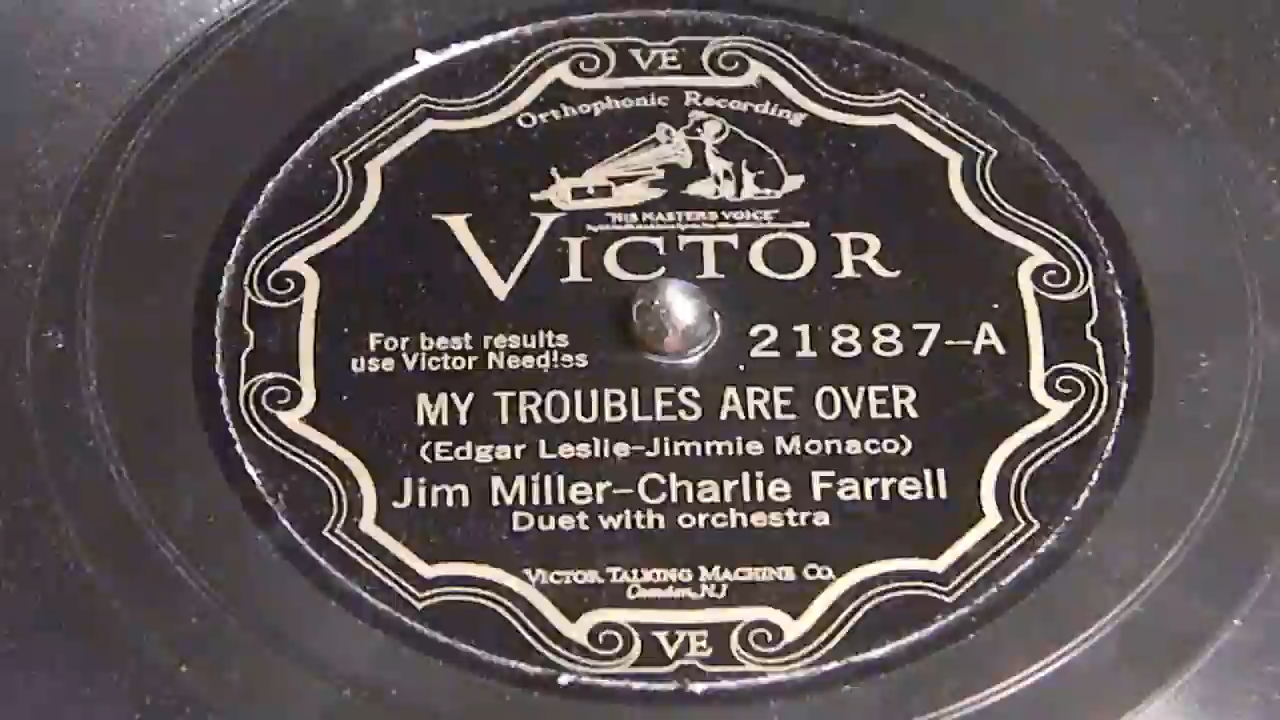 VE
Orthophonic Recording
"HIS MASTERS VOICE"
VICTOR
For best results
use Victor Needles
21887-A
MY TROUBLES ARE OVER
(Edgar Leslie-Jimmie Monaco)
Jim Miller-Charlie Farrell
Duet with orchestra
VICTOR TALKING MACHINE CO.
Camden, N.J
VE